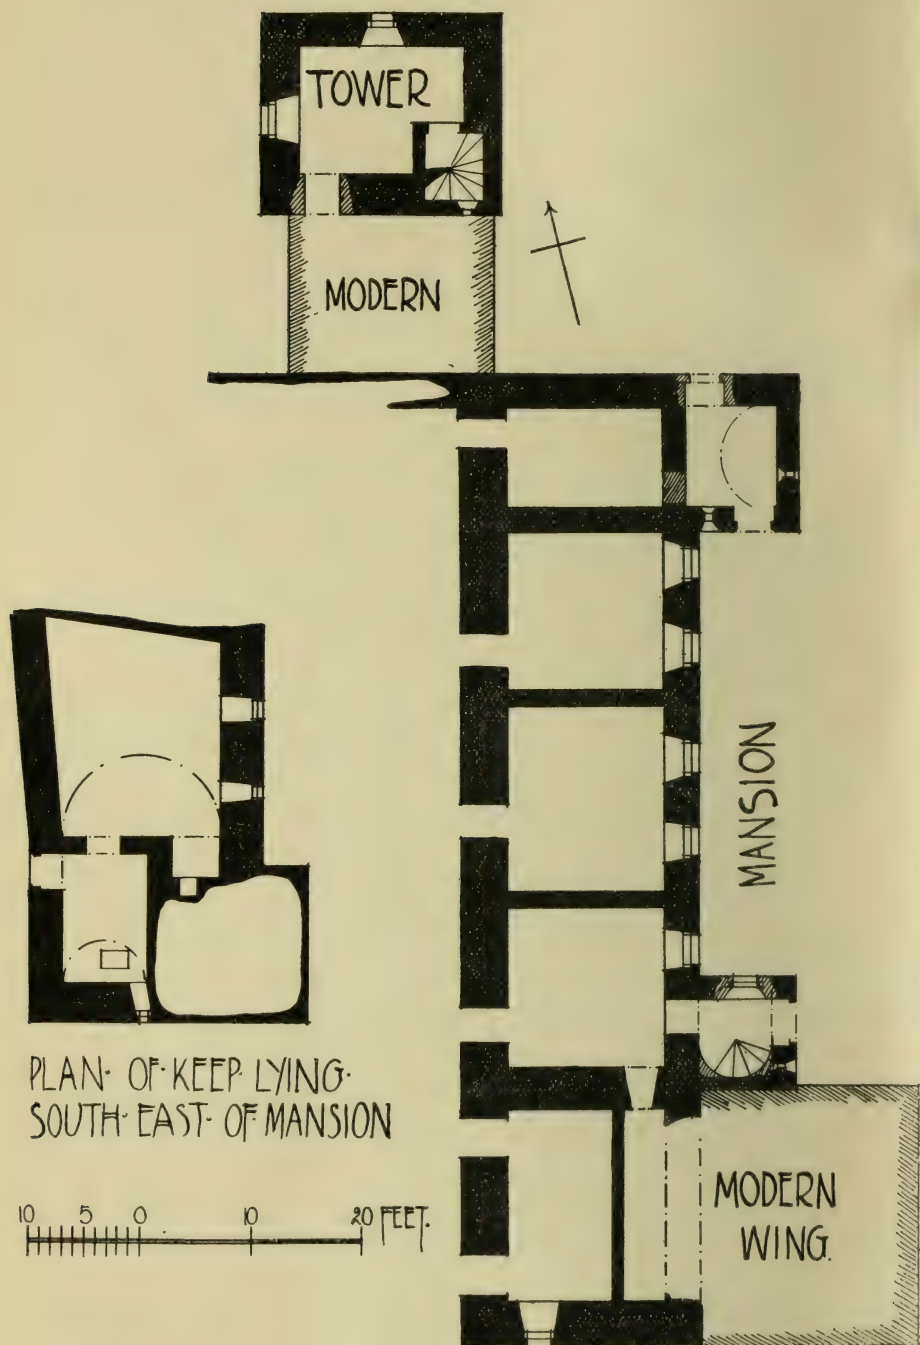 TOWER
MODERN
MANSION
PLAN· OF· KEEP· LYING·
SOUTH· EAST· OF· MANSION
10 5 0 10 20 FEET.
MODERN
WING.